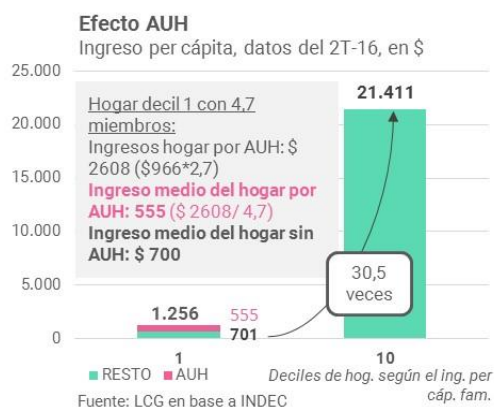 Efecto AUH
Ingreso per cápita, datos del 2T-16, en $
25.000
20.000
15.000
10.000
5.000
0
Hogar decil 1 con 4,7
miembros:
Ingresos hogar por AUH: $
2608 ($966*2,7)
Ingreso medio del hogar por
AUH: 555 ($ 2608/ 4,7)
Ingreso medio del hogar sin
AUH: $ 700
21.411
30,5
veces
1.256
555
701
1
10
RESTO
AUH
Deciles de hog. según el ing. per
cáp. fam.
Fuente: LCG en base a INDEC